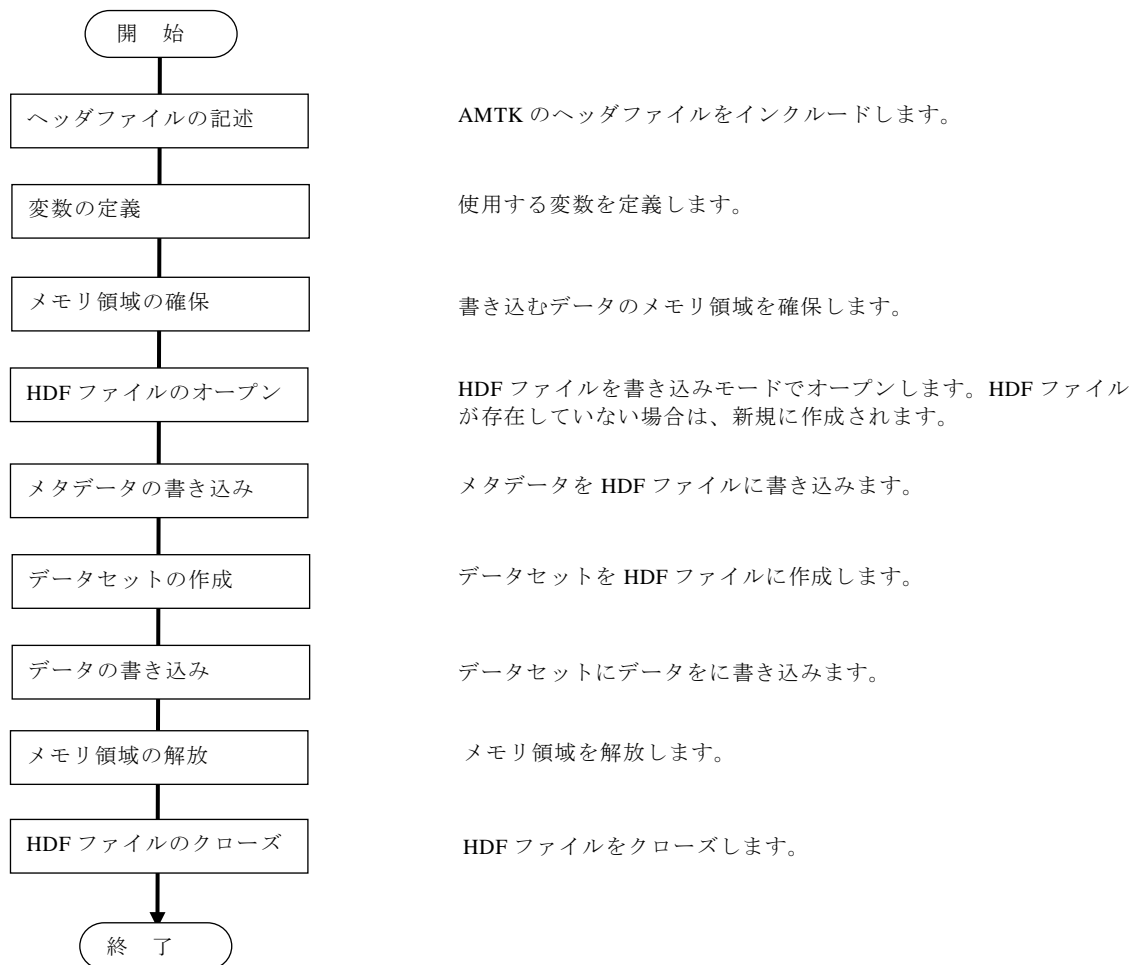 開 始
ヘッダファイルの記述
AMTK のヘッダファイルをインクルードします。
変数の定義
使用する変数を定義します。
メモリ領域の確保
書き込むデータのメモリ領域を確保します。
HDF ファイルのオープン
HDF ファイルを書き込みモードでオープンします。HDF ファイル
が存在していない場合は、新規に作成されます。
メタデータの書き込み
メタデータを HDF ファイルに書き込みます。
データセットの作成
データセットを HDF ファイルに作成します。
データの書き込み
データセットにデータをに書き込みます。
メモリ領域の解放
メモリ領域を解放します。
HDF ファイルのクローズ
HDF ファイルをクローズします。
終 了